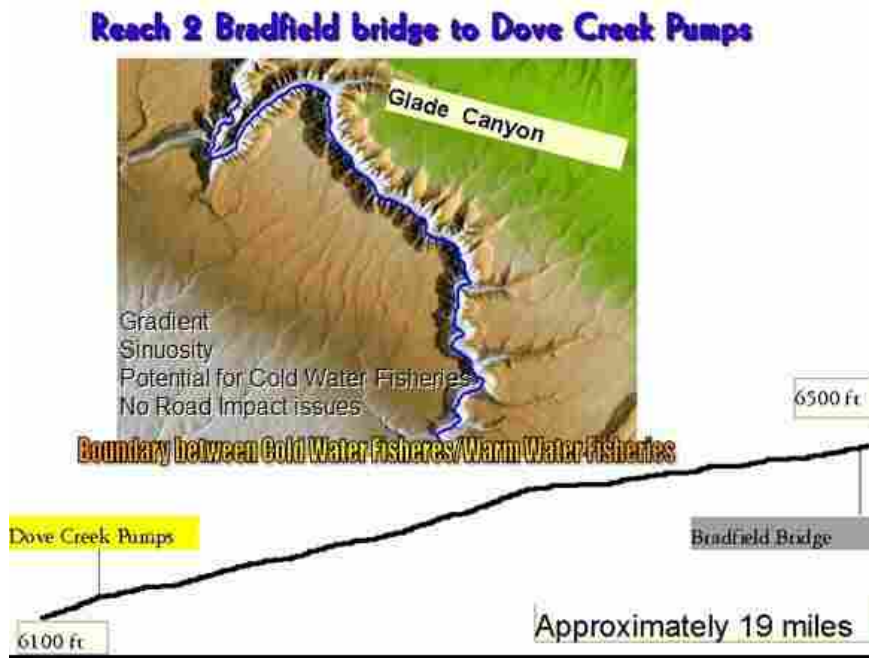 Reach 2 Bradfield bridge to Dove Creek Pumps
Glade Canyon
Gradient
Sinuosity
Potential for Cold Water Fisheries
No Road Impact issues
Boundary between Cold Water Fisheres/Warm Water Fisheries
6500 ft
Dove Creek Pumps
Bradfield Bridge
6100 ft
Approximately 19 miles